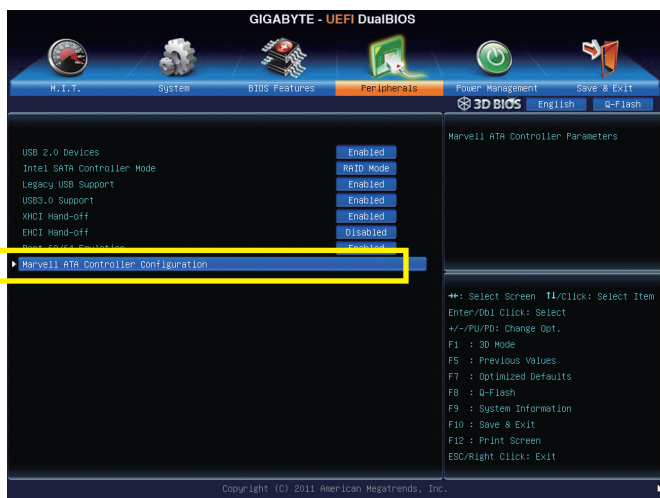 GIGABYTE - UEFI DualBIOS
M.I.T. System BIOS Features Peripherals Power Management Save & Exit
3D BIOS English Q-Flash
Marvell ATA Controller Parameters
USB 2.0 Devices Enabled
Intel SATA Controller Mode RAID Mode
Legacy USB Support Enabled
USB3.0 Support Enabled
XHCI Hand-off Enabled
EHCI Hand-off Disabled
Port 60/64 Emulation Enabled
Marvell ATA Controller Configuration
→←: Select Screen ↑↓/Click: Select Item
Enter/Dbl Click: Select
+/-/PU/PD: Change Opt.
F1 : 3D Mode
F5 : Previous Values
F7 : Optimized Defaults
F8 : Q-Flash
F9 : System Information
F10 : Save & Exit
F12 : Print Screen
ESC/Right Click: Exit
Copyright (C) 2011 American Megatrends, Inc.